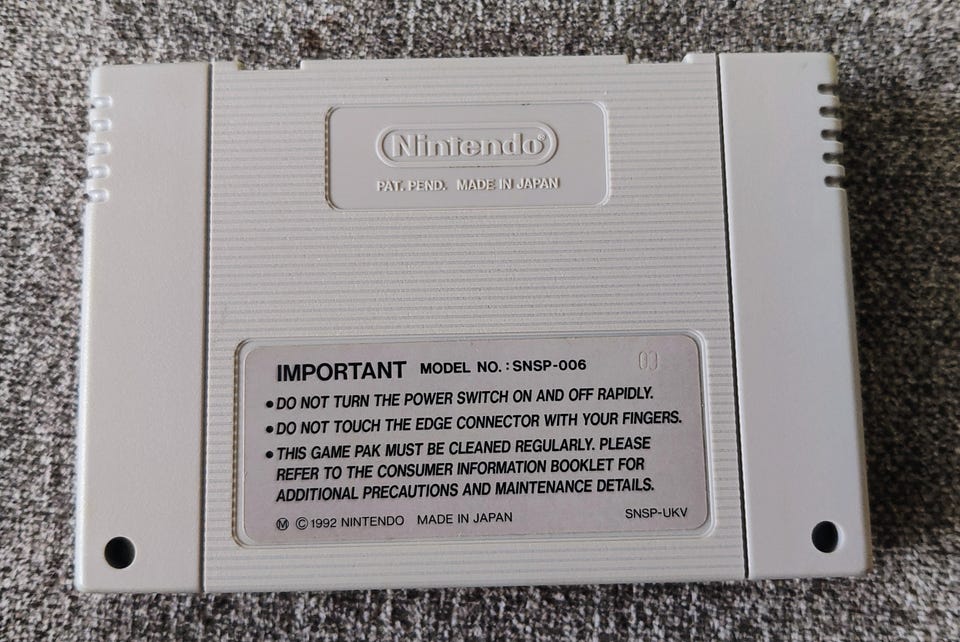 Nintendo®
PAT. PEND. MADE IN JAPAN
IMPORTANT MODEL NO. : SNSP-006
• DO NOT TURN THE POWER SWITCH ON AND OFF RAPIDLY.
• DO NOT TOUCH THE EDGE CONNECTOR WITH YOUR FINGERS.
• THIS GAME PAK MUST BE CLEANED REGULARLY. PLEASE
REFER TO THE CONSUMER INFORMATION BOOKLET FOR
ADDITIONAL PRECAUTIONS AND MAINTENANCE DETAILS.
Ⓜ © 1992 NINTENDO MADE IN JAPAN SNSP-UKV